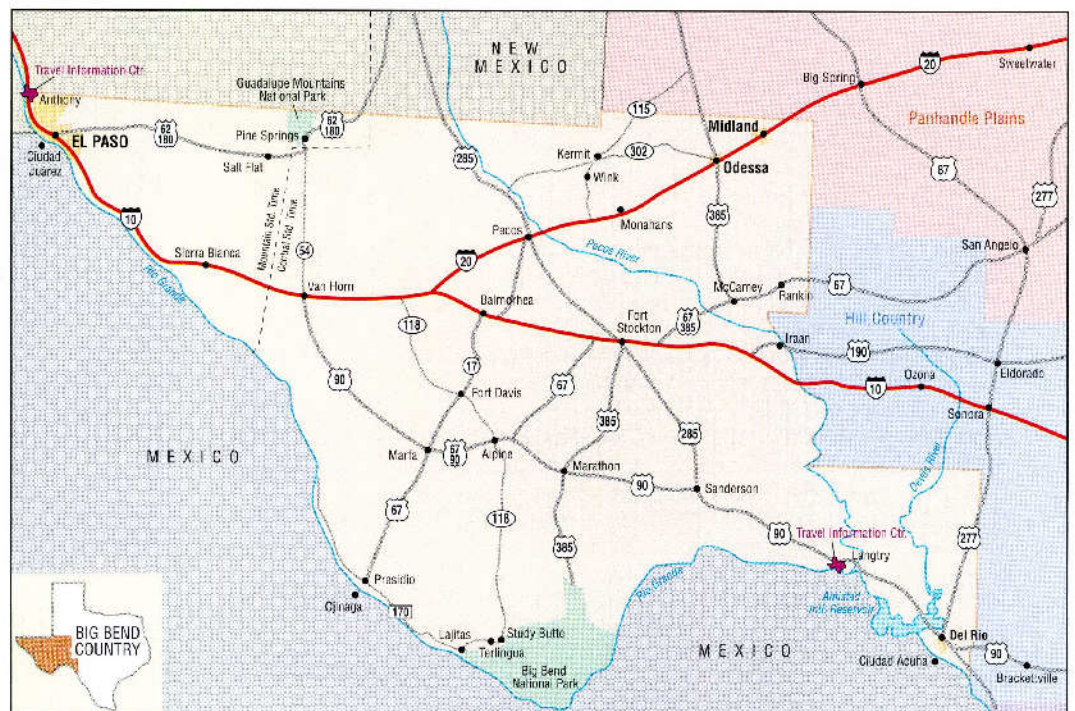 NEW
MEXICO
Travel Information Ctr.
Anthony
EL PASO
Ciudad
Juárez
62
180
Salt Flat
Guadalupe Mountains
National Park
Pine Springs
62
180
285
115
Kermit
302
Wink
Midland
Odessa
Big Spring
20
Sweetwater
Panhandle Plains
87
277
San Angelo
10
Sierra Blanca
Rio Grande
Mountain Std. Time
Central Std. Time
54
Van Horn
20
Pecos
Monahans
Pecos River
385
McCamey
Rankin
67
118
Balmorhea
Fort
Stockton
67
385
Iraan
Hill Country
190
Ozona
Eldorado
10
Sonora
90
17
Fort Davis
67
385
285
Devils River
MEXICO
Marfa
67
90
Alpine
Marathon
90
Sanderson
67
118
385
90
Travel Information Ctr.
Langtry
277
Presidio
Ojinaga
170
Lajitas
Study Butte
Terlingua
Big Bend
National Park
Rio Grande
MEXICO
Amistad
Intl. Reservoir
Del Rio
Ciudad Acuña
90
Brackettville
BIG BEND
COUNTRY